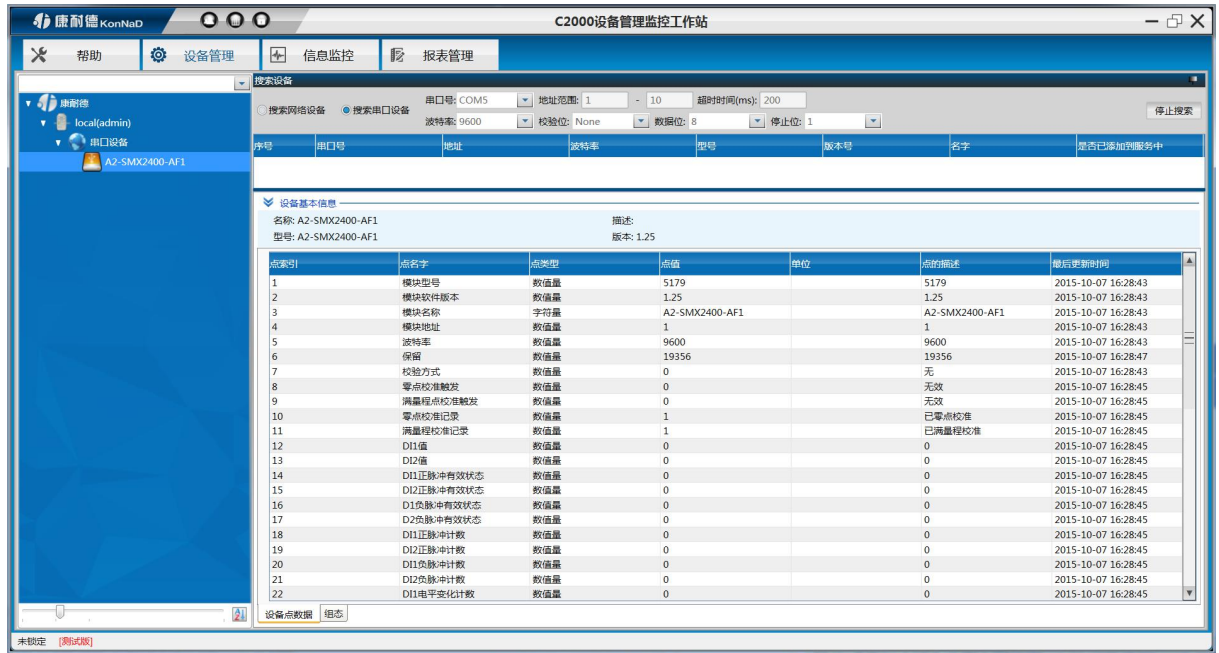 康耐德 KonNaD C2000设备管理监控工作站
帮助 设备管理 信息监控 报表管理
搜索设备
康耐德
local(admin)
串口设备
A2-SMX2400-AF1
搜索网络设备 搜索串口设备 串口号: COM5 地址范围: 1 - 10 超时时间(ms): 200
波特率: 9600 校验位: None 数据位: 8 停止位: 1 停止搜索
序号 串口号 地址 波特率 型号 版本号 名字 是否已添加到服务中
设备基本信息
名称: A2-SMX2400-AF1 描述:
型号: A2-SMX2400-AF1 版本: 1.25
点索引 点名字 点类型 点值 单位 点的描述 最后更新时间
1 模块型号 数值量 5179 5179 2015-10-07 16:28:43
2 模块软件版本 数值量 1.25 1.25 2015-10-07 16:28:43
3 模块名称 字符量 A2-SMX2400-AF1 A2-SMX2400-AF1 2015-10-07 16:28:43
4 模块地址 数值量 1 1 2015-10-07 16:28:43
5 波特率 数值量 9600 9600 2015-10-07 16:28:43
6 保留 数值量 19356 19356 2015-10-07 16:28:47
7 校验方式 数值量 0 无 2015-10-07 16:28:43
8 零点校准触发 数值量 0 无效 2015-10-07 16:28:45
9 满量程点校准触发 数值量 0 无效 2015-10-07 16:28:45
10 零点校准记录 数值量 1 已零点校准 2015-10-07 16:28:45
11 满量程校准记录 数值量 1 已满量程校准 2015-10-07 16:28:45
12 DI1值 数值量 0 0 2015-10-07 16:28:45
13 DI2值 数值量 0 0 2015-10-07 16:28:45
14 DI1正脉冲有效状态 数值量 0 0 2015-10-07 16:28:45
15 DI2正脉冲有效状态 数值量 0 0 2015-10-07 16:28:45
16 D1负脉冲有效状态 数值量 0 0 2015-10-07 16:28:45
17 D2负脉冲有效状态 数值量 0 0 2015-10-07 16:28:45
18 DI1正脉冲计数 数值量 0 0 2015-10-07 16:28:45
19 DI2正脉冲计数 数值量 0 0 2015-10-07 16:28:45
20 DI1负脉冲计数 数值量 0 0 2015-10-07 16:28:45
21 DI2负脉冲计数 数值量 0 0 2015-10-07 16:28:45
22 DI1电平变化计数 数值量 0 0 2015-10-07 16:28:45
设备点数据 组态
未锁定 [测试版]